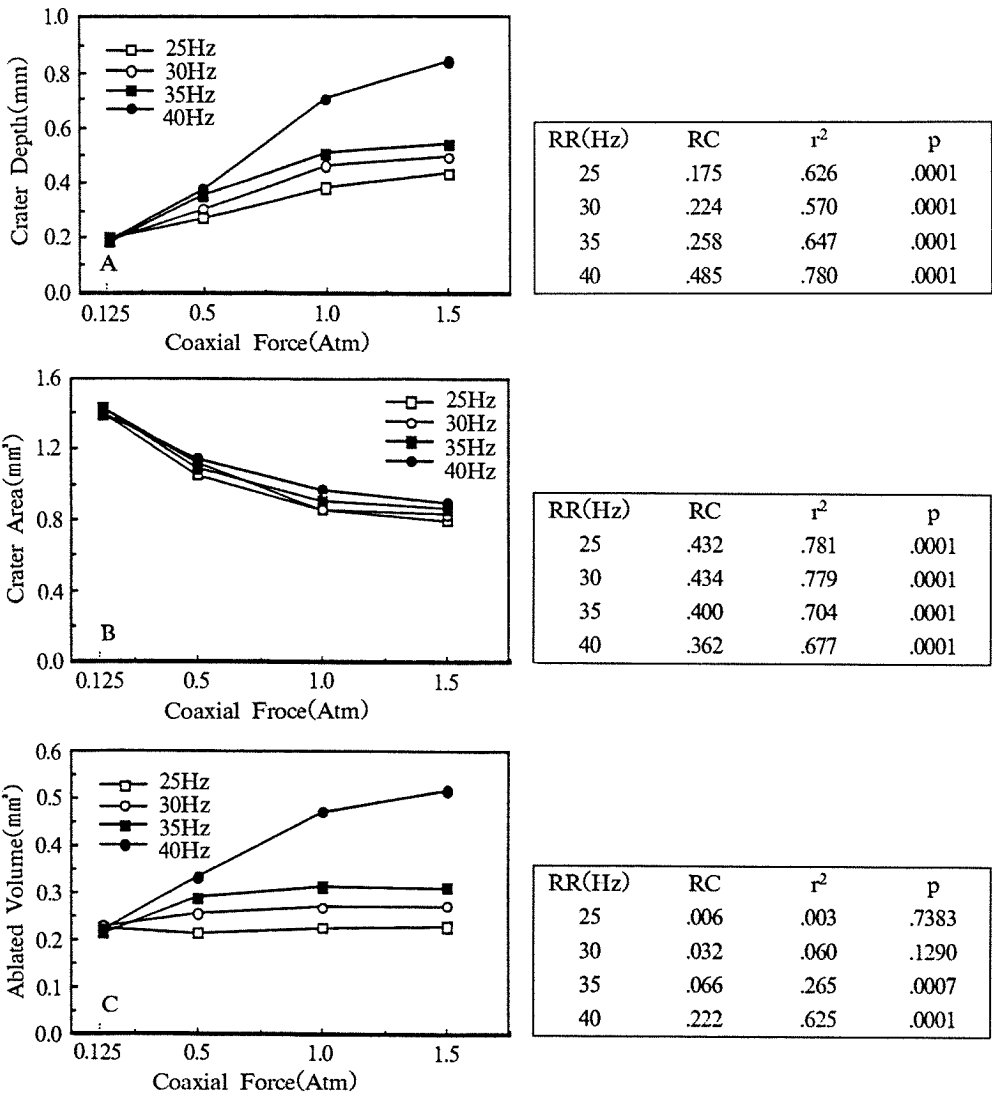 1.0
0.8
0.6
0.4
0.2
0.0
Crater Depth(mm)
25Hz
30Hz
35Hz
40Hz
A
0.125 0.5 1.0 1.5
Coaxial Force(Atm)
RR(Hz) RC r² p
25 .175 .626 .0001
30 .224 .570 .0001
35 .258 .647 .0001
40 .485 .780 .0001
1.6
1.2
0.8
0.4
0.0
Crater Area(mm²)
25Hz
30Hz
35Hz
40Hz
B
0.125 0.5 1.0 1.5
Coaxial Froce(Atm)
RR(Hz) RC r² p
25 .432 .781 .0001
30 .434 .779 .0001
35 .400 .704 .0001
40 .362 .677 .0001
0.6
0.5
0.4
0.3
0.2
0.1
0.0
Ablated Volume(mm³)
25Hz
30Hz
35Hz
40Hz
C
0.125 0.5 1.0 1.5
Coaxial Force(Atm)
RR(Hz) RC r² p
25 .006 .003 .7383
30 .032 .060 .1290
35 .066 .265 .0007
40 .222 .625 .0001